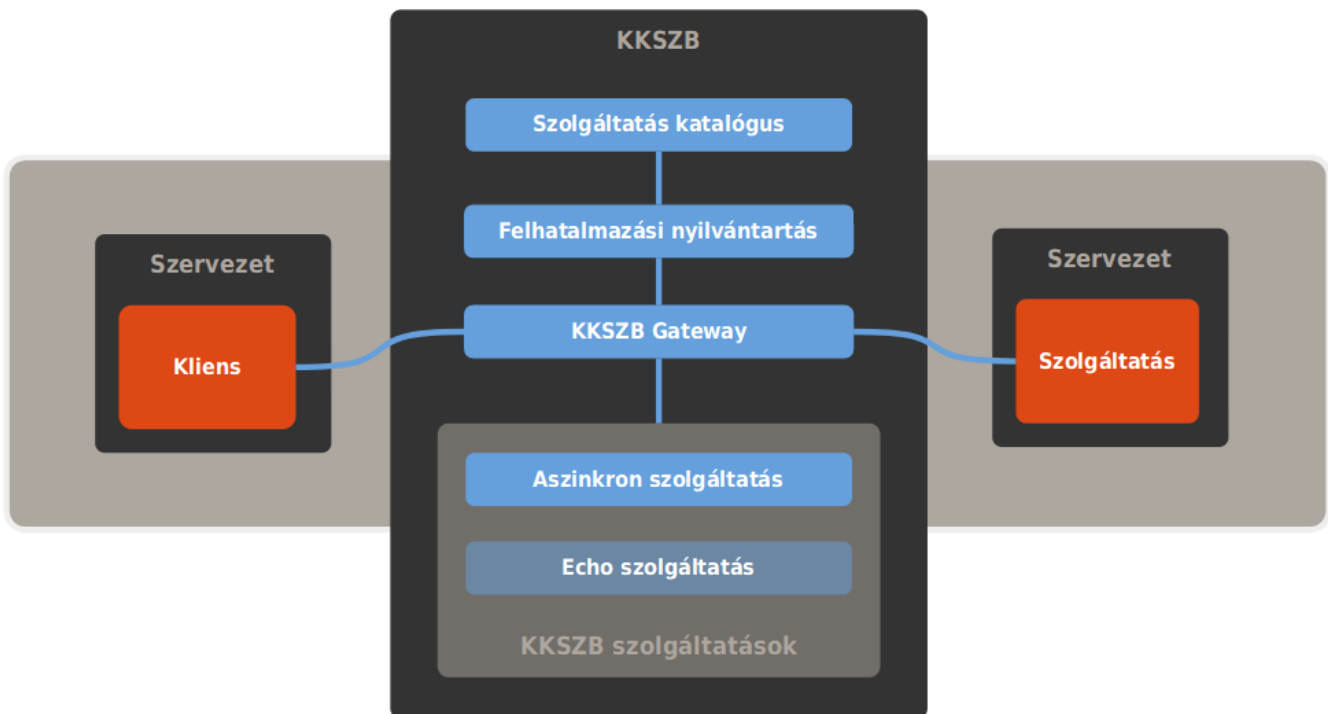 KKSZB
Szolgáltatás katalógus
Felhatalmazási nyilvántartás
Szervezet
Kliens
KKSZB Gateway
Szervezet
Szolgáltatás
Aszinkron szolgáltatás
Echo szolgáltatás
KKSZB szolgáltatások